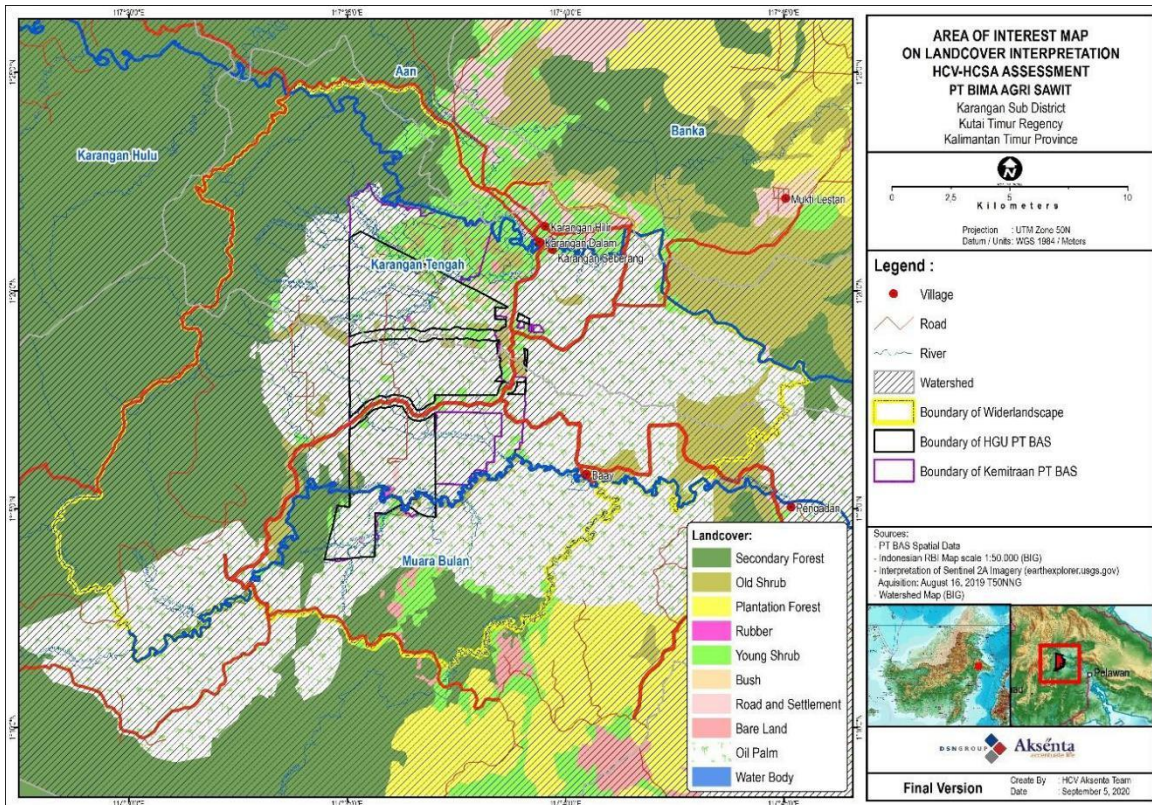 AREA OF INTEREST MAP
ON LANDCOVER INTERPRETATION
HCV-HCSA ASSESSMENT
PT BIMA AGRI SAWIT
Karangan Sub District
Kutai Timur Regency
Kalimantan Timur Province
N
0 2,5 5 10
Kilometers
Projection : UTM Zone 50N
Datum / Units: WGS 1984 / Meters
Legend :
Village
Road
River
Watershed
Boundary of Widerlandscape
Boundary of HGU PT BAS
Boundary of Kemitraan PT BAS
Sources:
- PT BAS Spatial Data
- Indonesian RBI Map scale 1:50.000 (BIG)
- Interpretation of Sentinel 2A Imagery (earthexplorer.usgs.gov)
Aquisition: August 16, 2019 T50NNG
- Watershed Map (BIG)
Pelawan
DSNGROUP
Aksenta
Final Version
Create By : HCV Aksenta Team
Date : September 5, 2020
Aan
Banka
Karangan Hulu
Mukti Lestari
Karangan Hilir
Karangan Dalam
Karangan Seberang
Karangan Tengah
Baay
Pengadan
Muara Bulan
Landcover:
Secondary Forest
Old Shrub
Plantation Forest
Rubber
Young Shrub
Bush
Road and Settlement
Bare Land
Oil Palm
Water Body